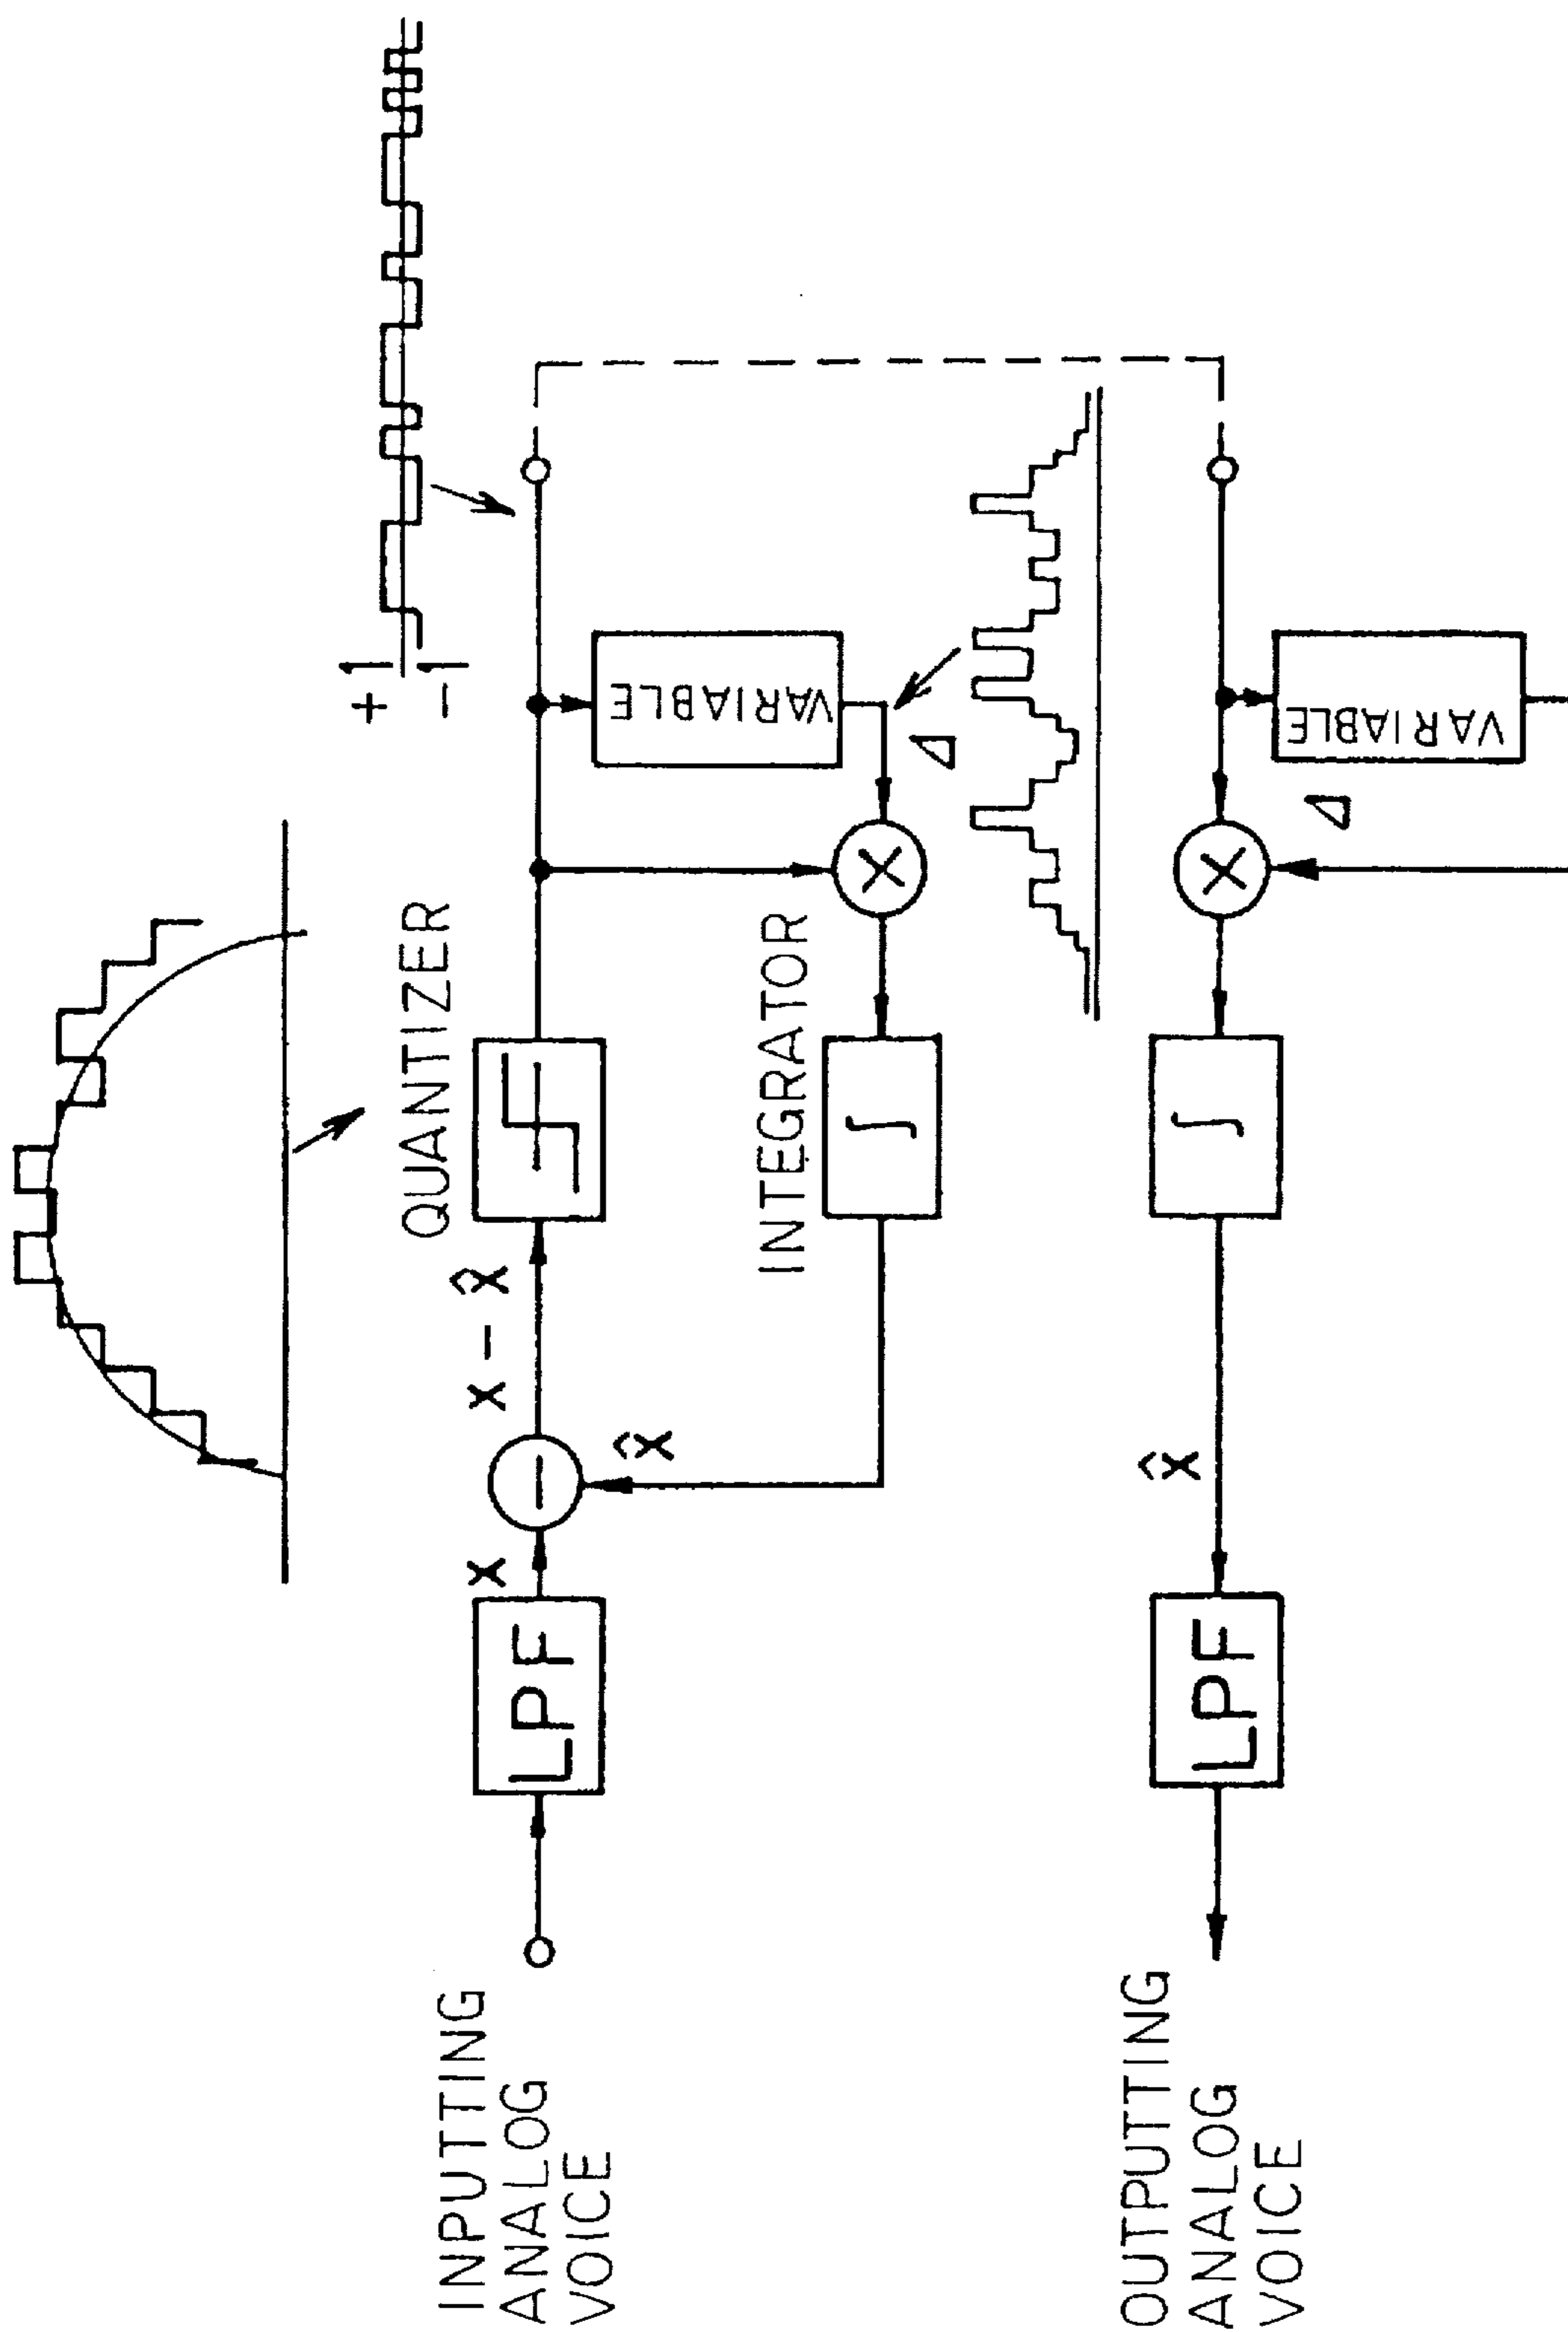 +1
-1
QUANTIZER
INPUTTING
ANALOG
VOICE
LPF
x
x - x̂
x̂
VARIABLE
Δ
INTEGRATOR
∫
×
OUTPUTTING
ANALOG
VOICE
LPF
x̂
∫
×
Δ
VARIABLE